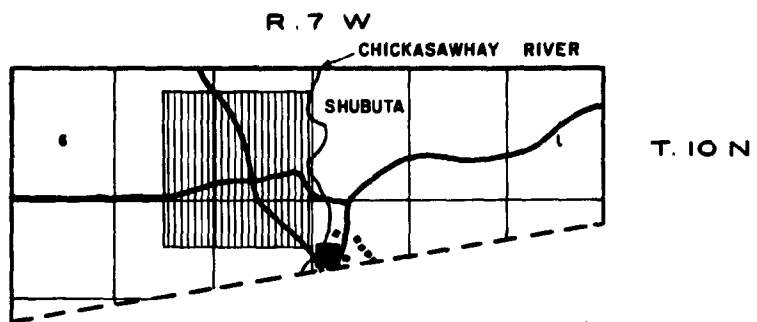 R. 7 W
CHICKASAWHAY RIVER
SHUBUTA
6
1
T. 10 N